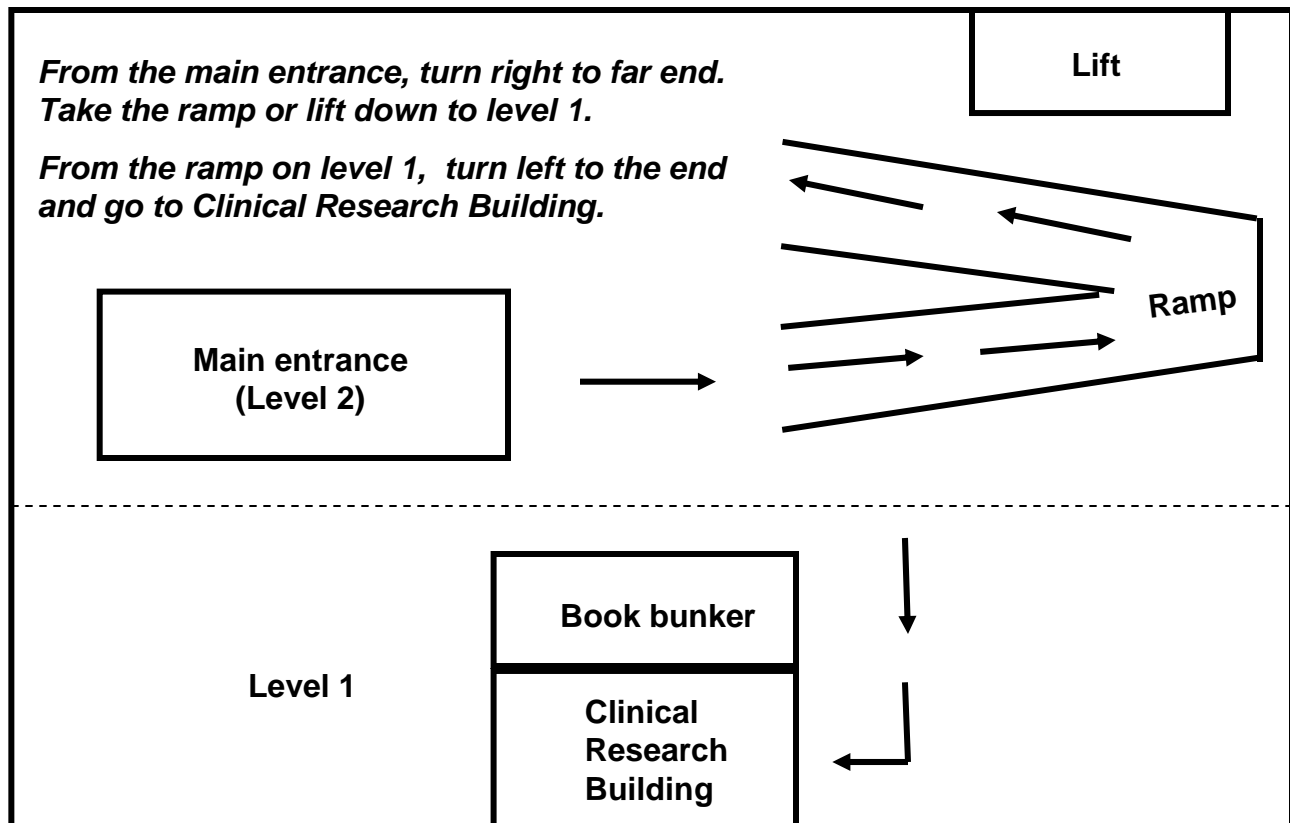 From the main entrance, turn right to far end.
Take the ramp or lift down to level 1.
From the ramp on level 1,  turn left to the end
and go to Clinical Research Building.
Lift
Ramp
Main entrance
(Level 2)
Book bunker
Level 1
Clinical
Research
Building